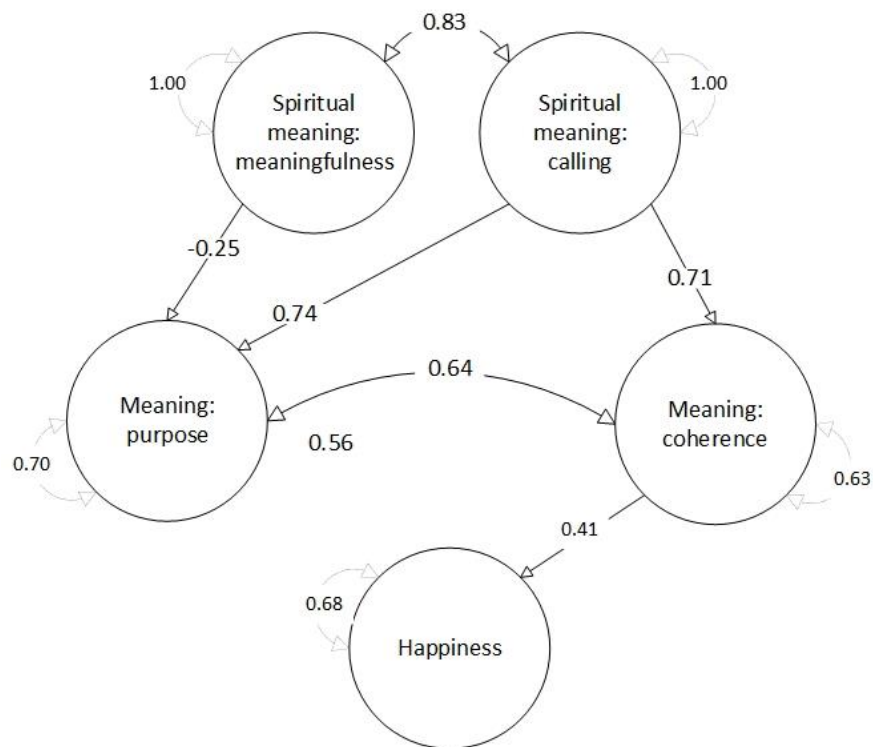 0.83
1.00
Spiritual
meaning:
meaningfulness
Spiritual
meaning:
calling
1.00
-0.25
0.74
0.71
0.64
Meaning:
purpose
0.56
Meaning:
coherence
0.70
0.63
0.41
0.68
Happiness